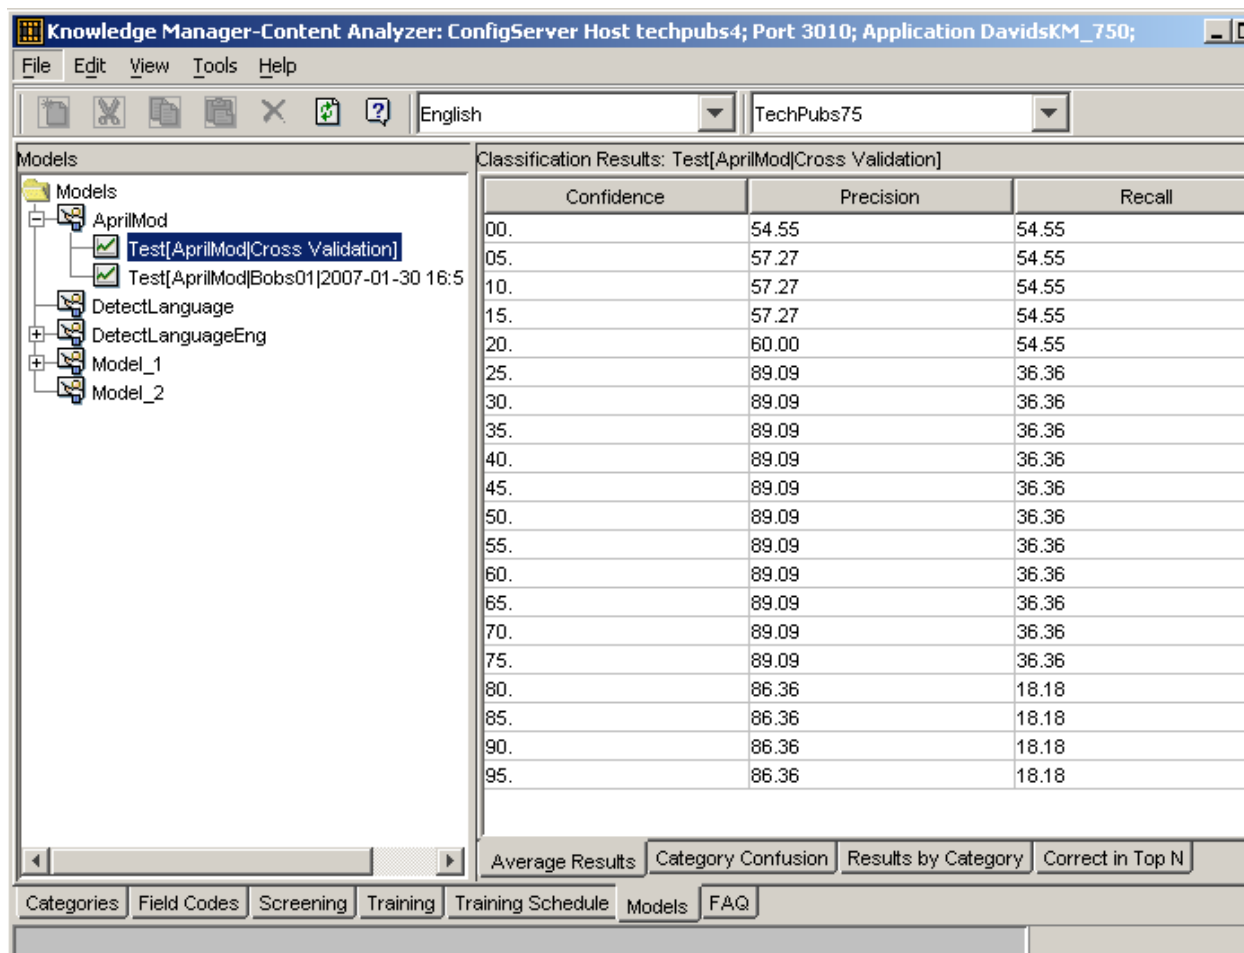 Knowledge Manager-Content Analyzer: ConfigServer Host techpubs4; Port 3010; Application DavidsKM_750;
File Edit View Tools Help
English TechPubs75
Models
Models
AprilMod
Test[AprilMod|Cross Validation]
Test[AprilMod|Bobs01|2007-01-30 16:5
DetectLanguage
DetectLanguageEng
Model_1
Model_2
Classification Results: Test[AprilMod|Cross Validation]
Confidence Precision Recall
00. 54.55 54.55
05. 57.27 54.55
10. 57.27 54.55
15. 57.27 54.55
20. 60.00 54.55
25. 89.09 36.36
30. 89.09 36.36
35. 89.09 36.36
40. 89.09 36.36
45. 89.09 36.36
50. 89.09 36.36
55. 89.09 36.36
60. 89.09 36.36
65. 89.09 36.36
70. 89.09 36.36
75. 89.09 36.36
80. 86.36 18.18
85. 86.36 18.18
90. 86.36 18.18
95. 86.36 18.18
Average Results Category Confusion Results by Category Correct in Top N
Categories Field Codes Screening Training Training Schedule Models FAQ